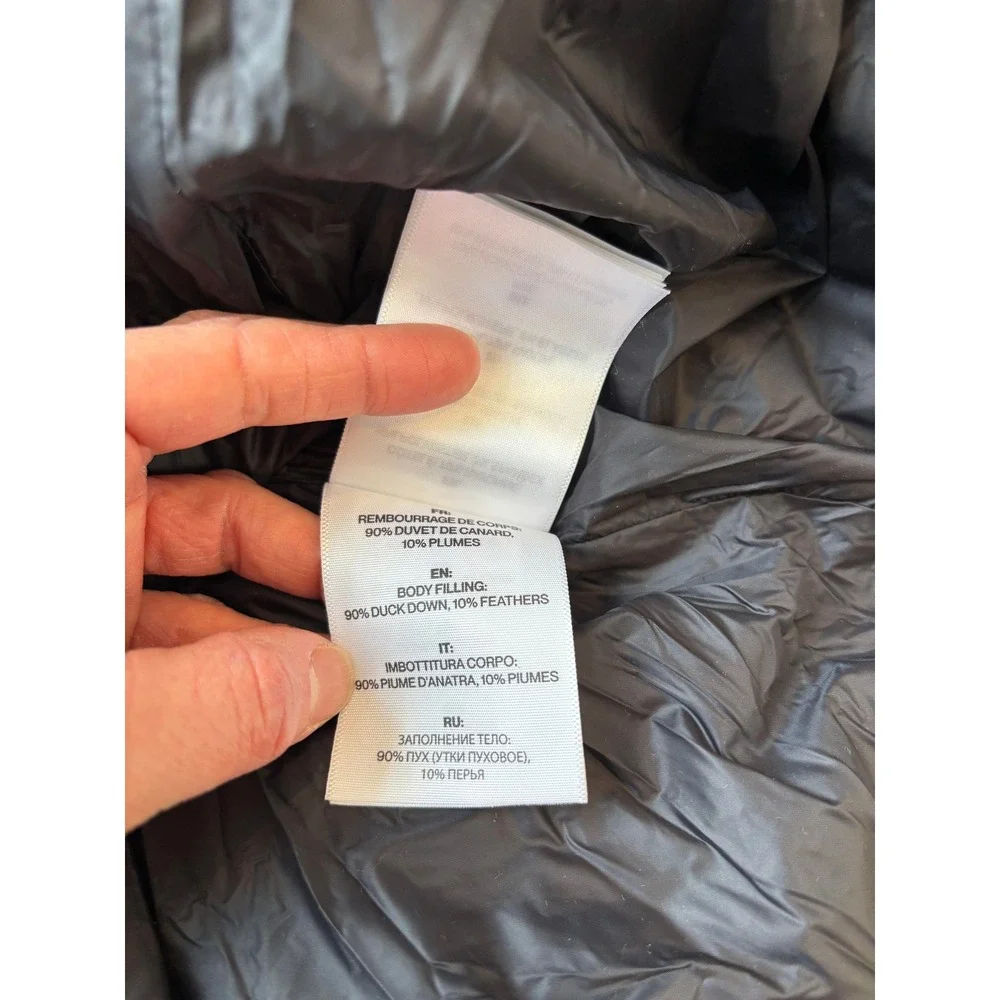 FR:
REMBOURRAGE DE CORPS:
90% DUVET DE CANARD,
10% PLUMES
EN:
BODY FILLING:
90% DUCK DOWN, 10% FEATHERS
IT:
IMBOTTITURA CORPO:
90% PIUME D'ANATRA, 10% PIUMES
RU:
ЗАПОЛНЕНИЕ ТЕЛО:
90% ПУХ (УТКИ ПУХОВОЕ),
10% ПЕРЬЯ